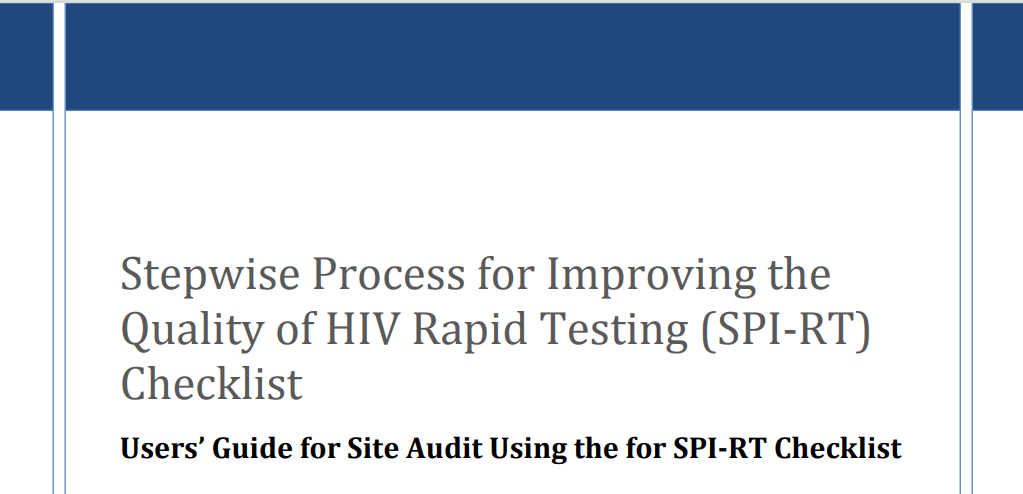 Stepwise Process for Improving the
Quality of HIV Rapid Testing (SPI-RT)
Checklist
Users’ Guide for Site Audit Using the for SPI-RT Checklist